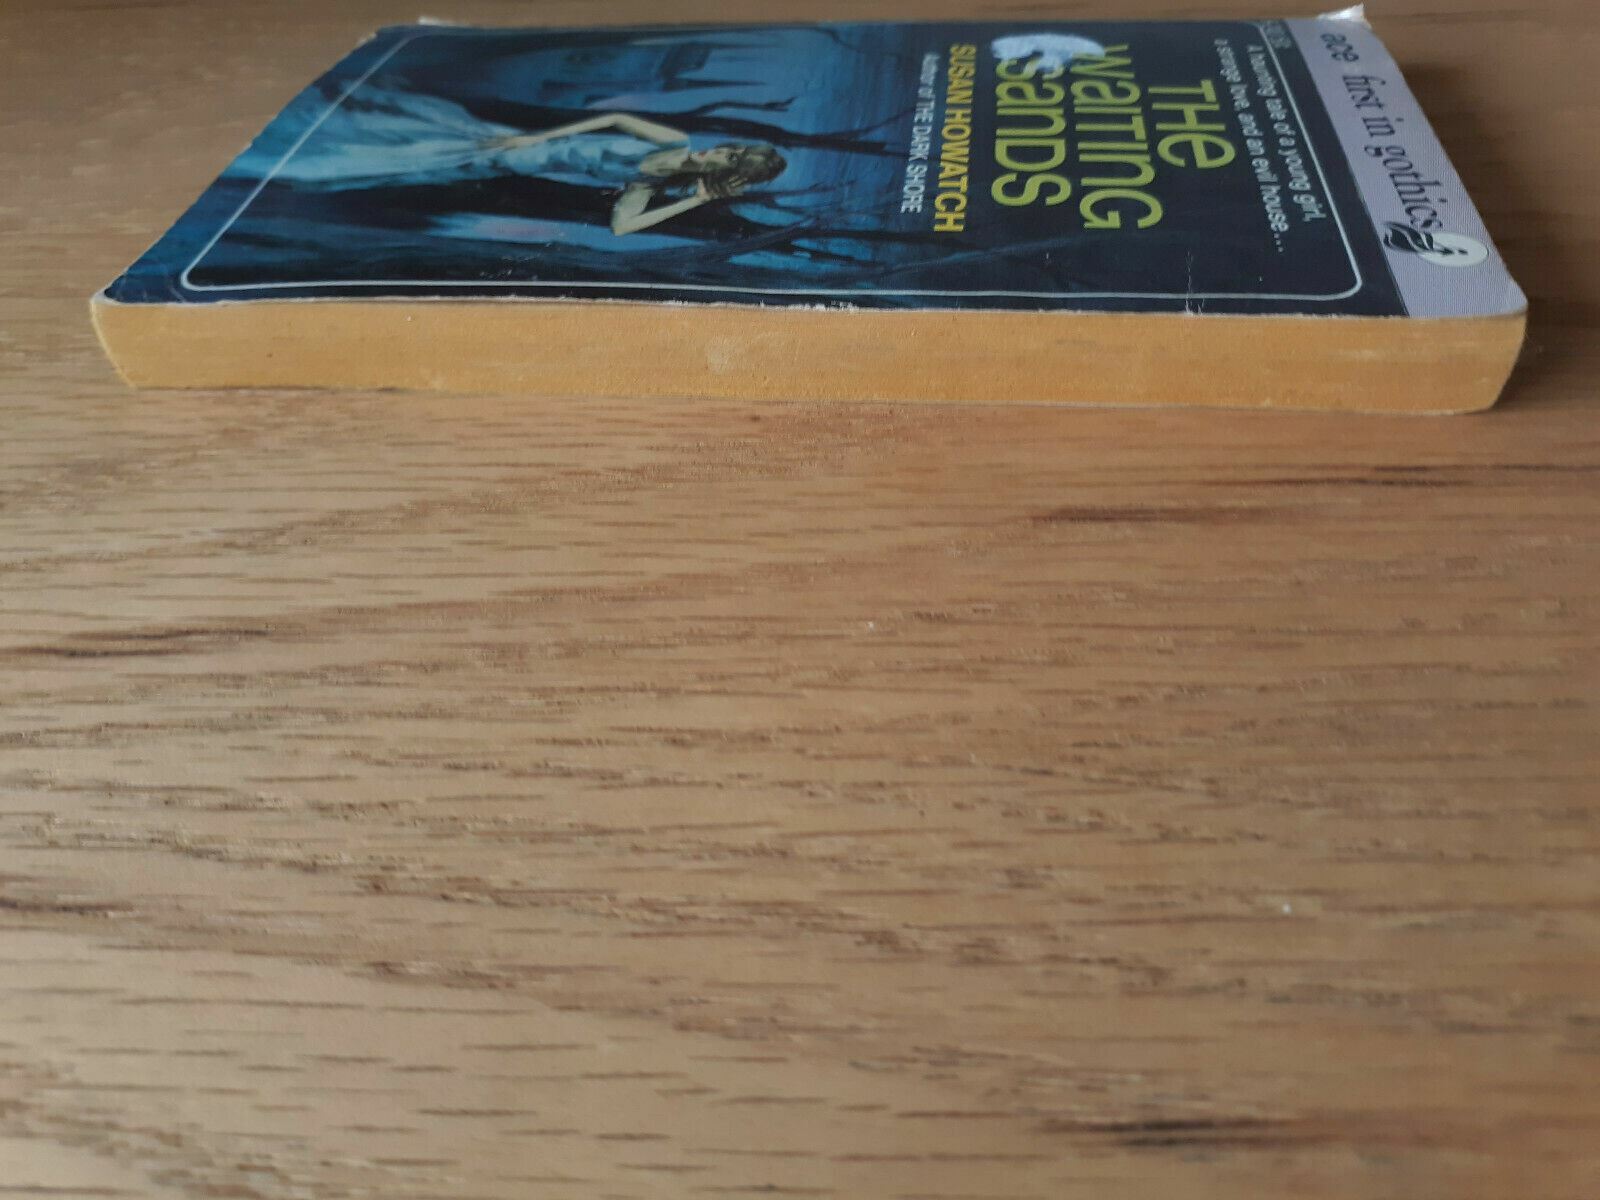 ace first in gothics
A haunting tale of a young girl,
a strange love, and an evil house...
THE
WAITING
SANDS
SUSAN HOWATCH
Author of THE DARK SHORE